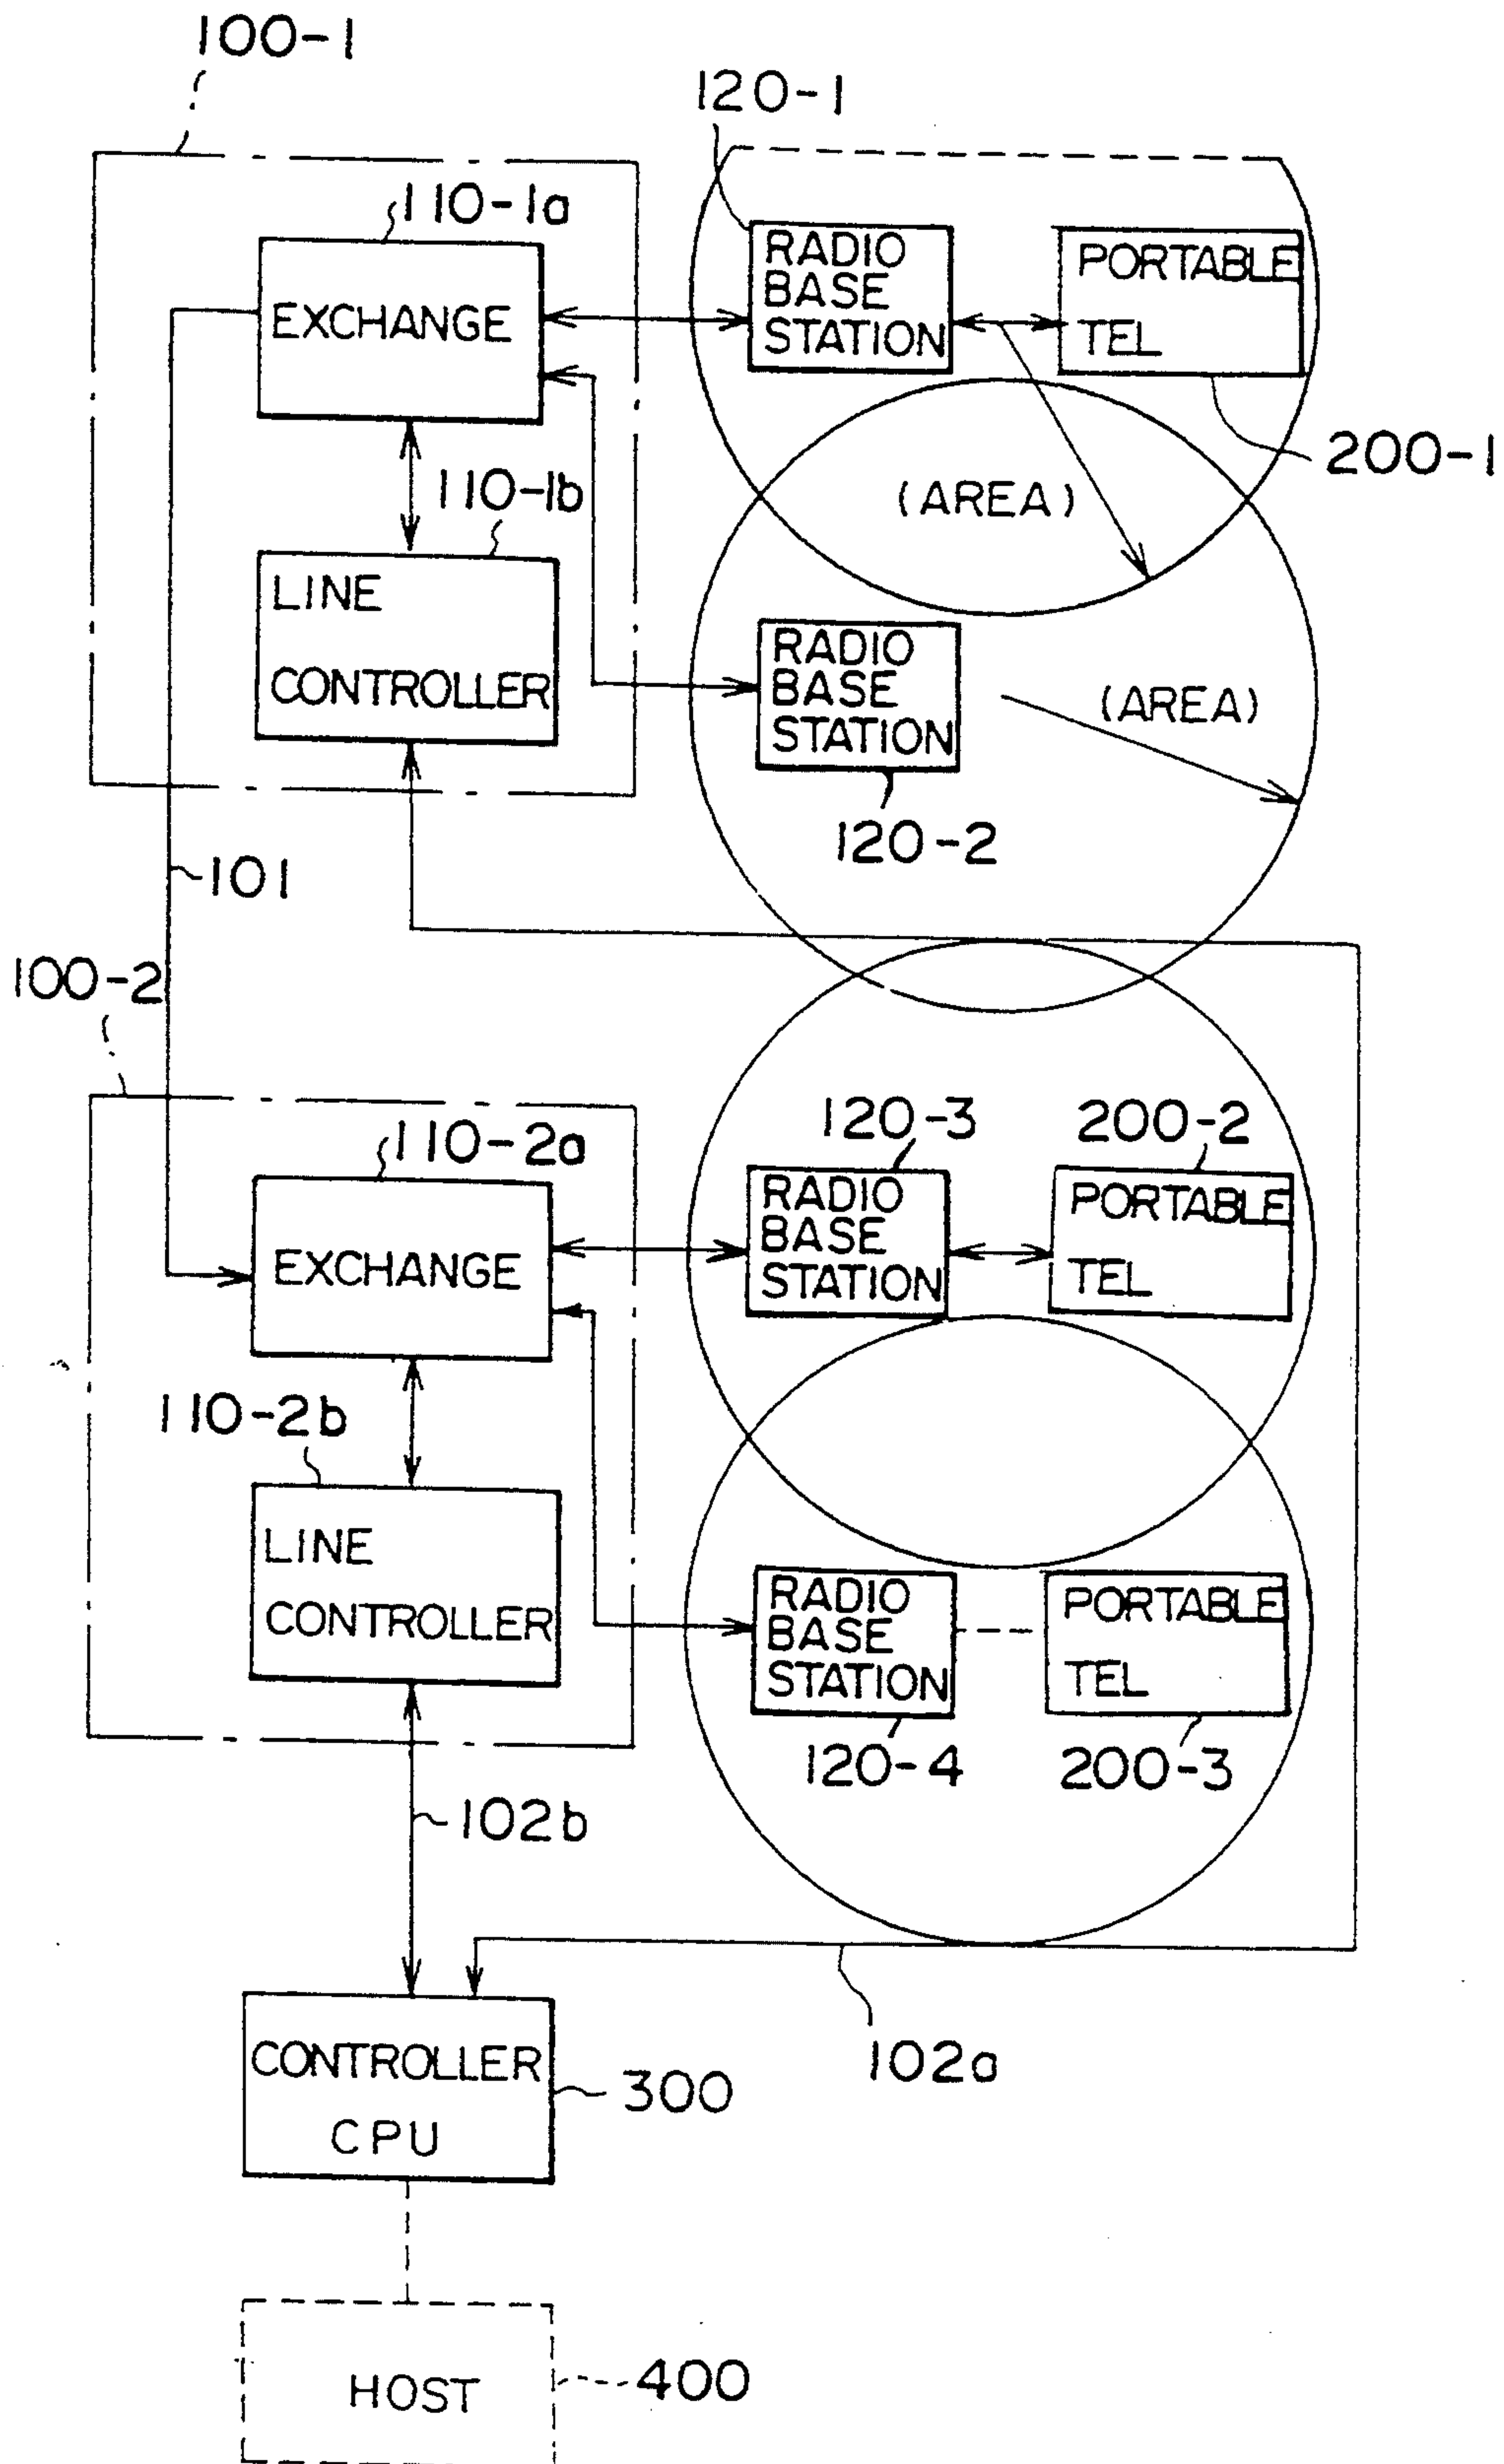 100-1
120-1
110-1a
RADIO
BASE
STATION
PORTABLE
TEL
EXCHANGE
200-1
110-1b
(AREA)
LINE
CONTROLLER
RADIO
BASE
STATION
(AREA)
120-2
101
100-2
120-3
200-2
110-2a
RADIO
BASE
STATION
PORTABLE
TEL
EXCHANGE
110-2b
LINE
CONTROLLER
RADIO
BASE
STATION
PORTABLE
TEL
120-4
200-3
102b
102a
CONTROLLER
CPU
300
HOST
400